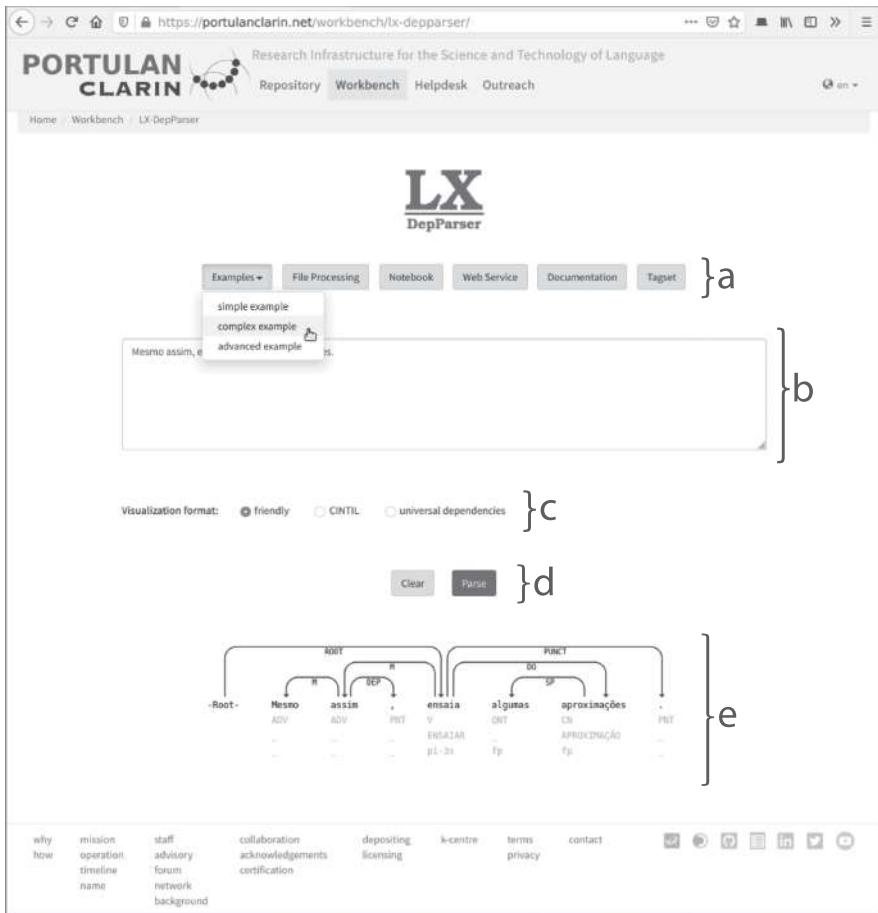 https://portulanclarin.net/workbench/lx-depparser/
PORTULAN
CLARIN
Research Infrastructure for the Science and Technology of Language
Repository Workbench Helpdesk Outreach
en
Home / Workbench / LX-DepParser
LX
DepParser
Examples File Processing Notebook Web Service Documentation Tagset
a
simple example
complex example
advanced example
Mesmo assim, e
es.
b
Visualization format: friendly CINTIL universal dependencies
c
Clear Parse
d
ROOT PUNCT
M DO
M DEP SP
-Root- Mesmo assim , ensaia algumas aproximações .
ADV ADV PNT V QNT CN PNT
_ _ _ ENSAIAR _ APROXIMAÇÃO _
_ _ _ pi-3s fp fp _
e
why mission staff collaboration depositing k-centre terms contact
how operation advisory acknowledgements licensing privacy
timeline forum certification
name network
background